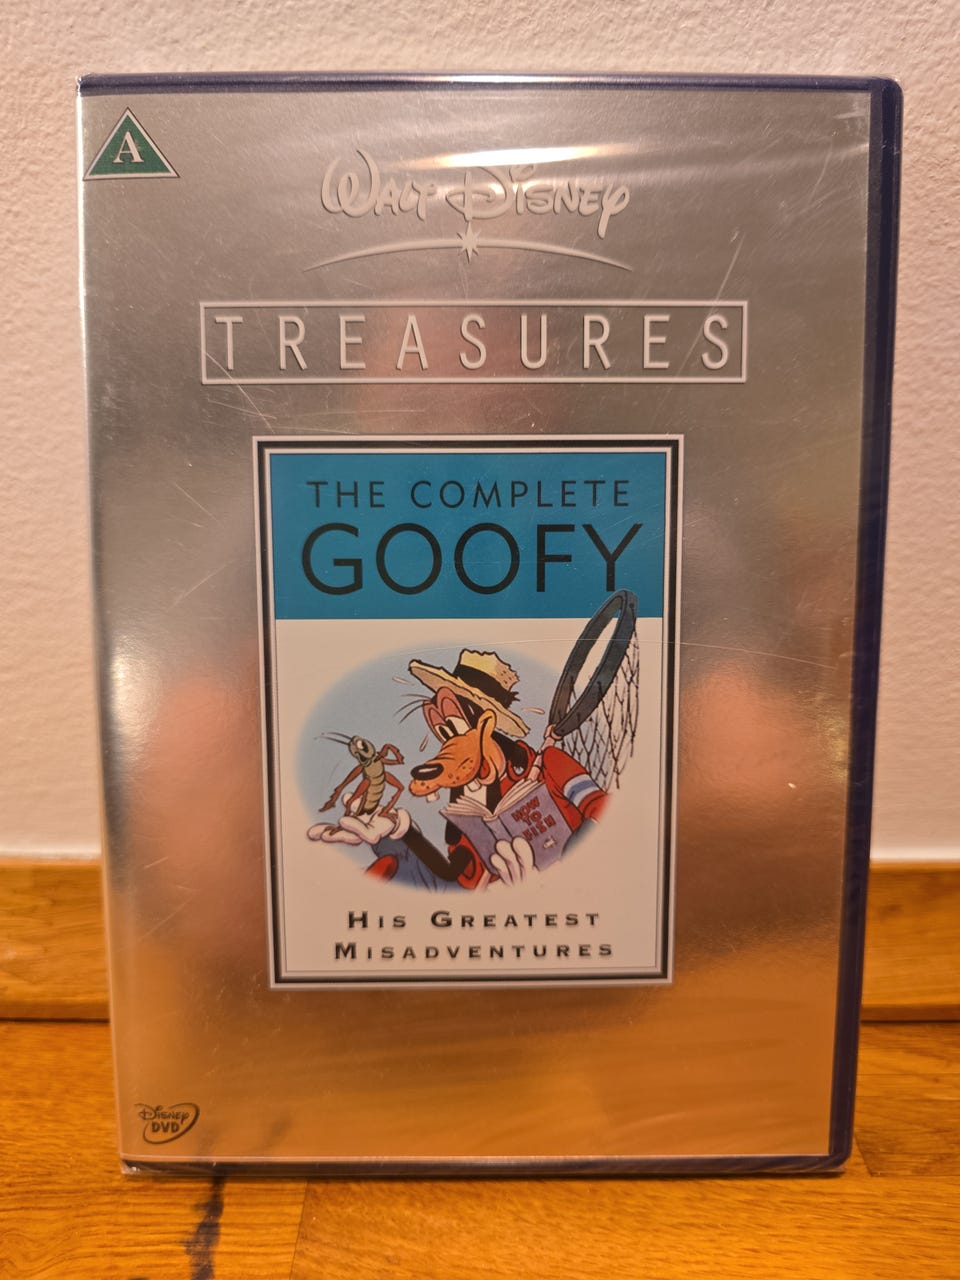 A
WALT DISNEY
TREASURES
THE COMPLETE
GOOFY
HOW
TO
FISH
HIS GREATEST
MISADVENTURES
DISNEY
DVD